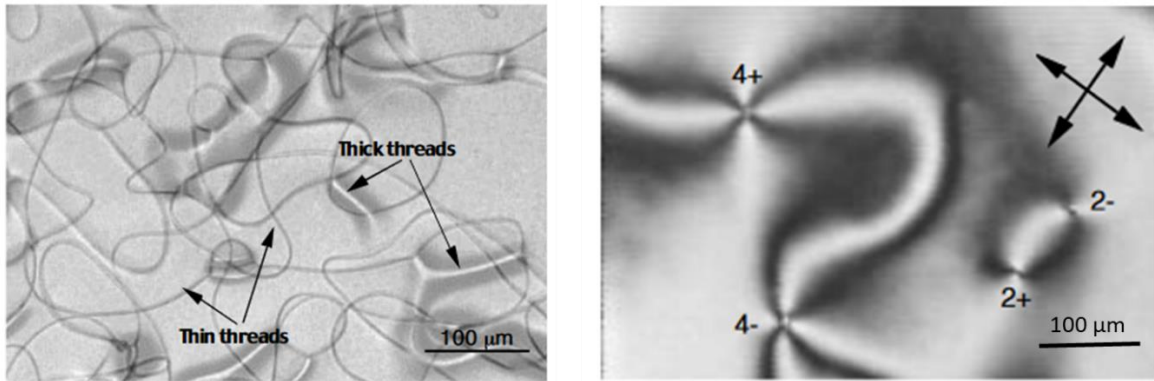 Thick threads
Thin threads
100 μm
4+
4-
2-
2+
100 μm